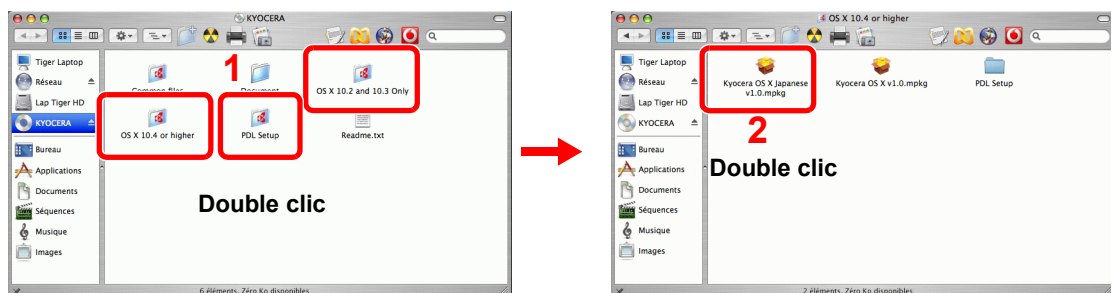 KYOCERA
Tiger Laptop
Réseau
Lap Tiger HD
KYOCERA
Bureau
Applications
Documents
Séquences
Musique
Images
1
Common files
Document
OS X 10.2 and 10.3 Only
OS X 10.4 or higher
PDL Setup
Readme.txt
Double clic
6 éléments, Zéro Ko disponibles
OS X 10.4 or higher
Tiger Laptop
Réseau
Lap Tiger HD
KYOCERA
Bureau
Applications
Documents
Séquences
Musique
Images
Kyocera OS X Japanese
v1.0.mpkg
Kyocera OS X v1.0.mpkg
PDL Setup
2
Double clic
2 éléments, Zéro Ko disponibles